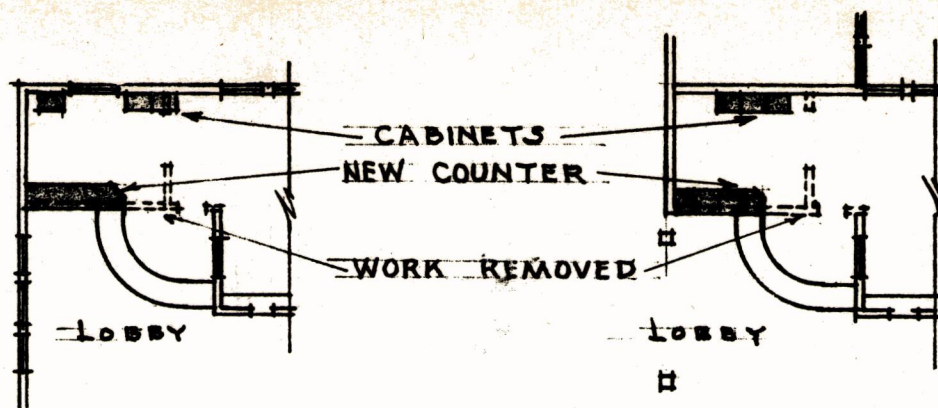 CABINETS
NEW COUNTER
WORK REMOVED
LOBBY
LOBBY